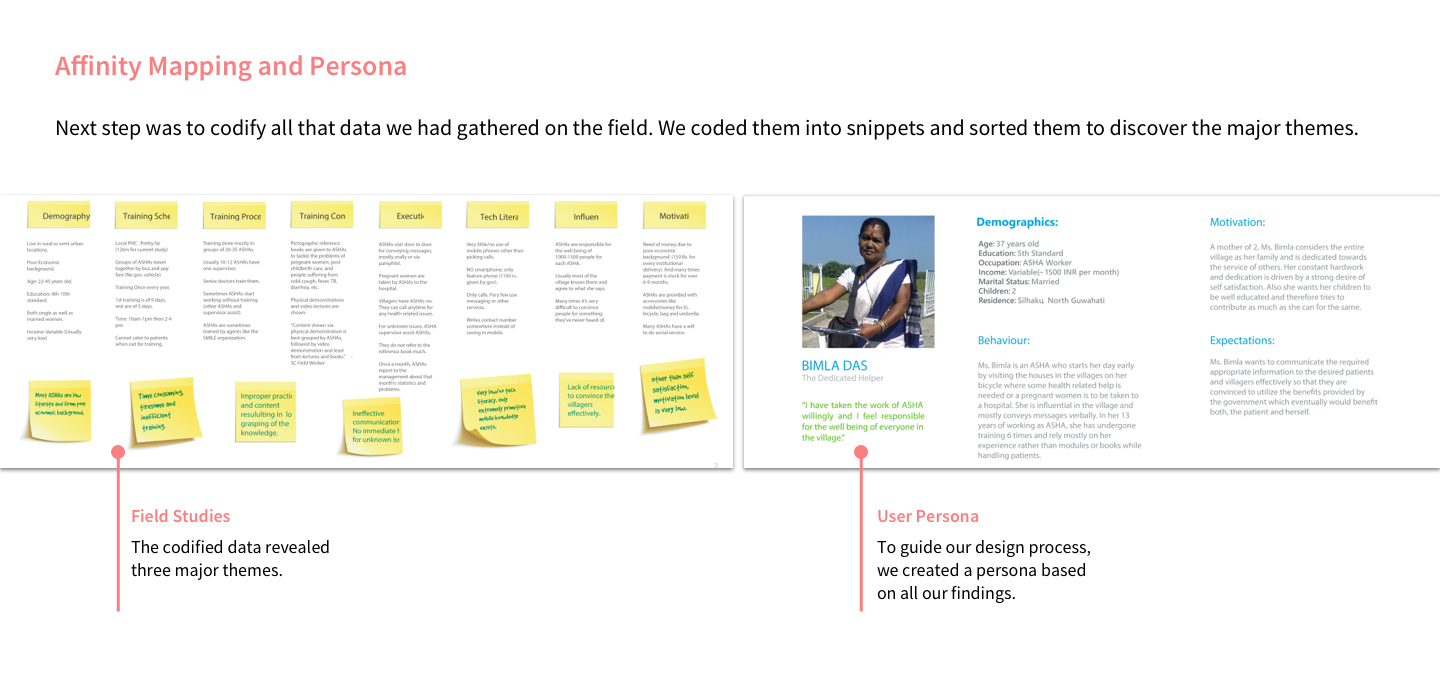 Affinity Mapping and Persona
Next step was to codify all that data we had gathered on the field. We coded them into snippets and sorted them to discover the major themes.
Demography
Live in rural or semi urban
locations.
Poor Economic
background.
Age: 22-45 years old.
Education: 4th-10th
standard.
Both single as well as
married women.
Income: Variable (Usually
very low)
Most ASHAs are low
literate and from poor
economic background.
Training Sche
Local PHC : Pretty far
(12km for current study)
Groups of ASHAs travel
together by bus and pay
fare (No gov. vehicle)
Training Once every year.
1st training is of 9 days,
rest are of 5 days.
Time: 10am-1pm then 2-4
pm.
Cannot cater to patients
when out for training.
Time consuming,
tiresome and
inefficient
training.
Training Proce
Training done mostly in
groups of 30-35 ASHAs.
Usually 10-12 ASHAs have
one supervisor.
Senior doctors train them.
Sometimes ASHAs start
working without training
(other ASHAs and
supervisor assist).
ASHAs are sometimes
trained by agents like the
SMILE organization.
Improper practi
and content
resulting in lo
grasping of the
knowledge.
Training Con
Pictographic reference
books are given to ASHAs
to tackle the problems of
pregnant women, post
childbirth care, and
people suffering from
cold-cough, fever, TB,
diarrhea, etc.
Physical demonstrations
and video lectures are
shown.
"Content shown via
physical demonstration is
best grasped by ASHAs,
followed by video
demonstration and least
from lectures and books." -
SC Field Worker
Executi
ASHAs visit door to door
for conveying messages,
mostly orally or via
pamphlet.
Pregnant women are
taken by ASHAs to the
hospital.
Villagers have ASHAs no.
They can call anytime for
any health related issues.
For unknown issues, ASHA
supervisor assist ASHAs.
They do not refer to the
reference book much.
Once a month, ASHAs
report to the
management about that
month's statistics and
problems.
Ineffective
communication
No immediate h
for unknown iss
Tech Litera
Very little/no use of
mobile phones other than
picking calls.
NO smartphone, only
feature phone (1100 is
given by gov).
Only calls. Very few use
messaging or other
services.
Writes contact number
somewhere instead of
saving in mobile.
Very low/no tech
literacy, only
extremely primitive
mobile knowledge
exists.
Influen
ASHAs are responsible for
the well being of
1000-1500 people for
each ASHA.
Usually most of the
village knows them and
agree to what she says.
Many times it's very
difficult to convince
people for something
they've never heard of.
Lack of resourc
to convince the
villagers
effectively.
Motivati
Need of money due to
poor economic
background. (150 Rs. for
every institutional
delivery). And many times
payment is stuck for over
6-9 months.
ASHAs are provided with
accessories like
mobile(money for it),
bicycle, bag and umbrella.
Many ASHAs have a will
to do social service.
Other than self
satisfaction,
motivation level
is very low.
7
BIMLA DAS
The Dedicated Helper
"I have taken the work of ASHA
willingly and I feel responsible
for the well being of everyone in
the village."
Demographics:
Age: 37 years old
Education: 5th Standard
Occupation: ASHA Worker
Income: Variable(~1500 INR per month)
Marital Status: Married
Children: 2
Residence: Silhaku, North Guwahati
Behaviour:
Ms. Bimla is an ASHA who starts her day early
by visiting the houses in the villages on her
bicycle where some health related help is
needed or a pregnant women is to be taken to
a hospital. She is influential in the village and
mostly conveys messages verbally. In her 13
years of working as ASHA, she has undergone
training 6 times and rely mostly on her
experience rather than modules or books while
handling patients.
Motivation:
A mother of 2, Ms. Bimla considers the entire
village as her family and is dedicated towards
the service of others. Her constant hardwork
and dedication is driven by a strong desire of
self satisfaction. Also she wants her children to
be well educated and therefore tries to
contribute as much as she can for the same.
Expectations:
Ms. Bimla wants to communicate the required
appropriate information to the desired patients
and villagers effectively so that they are
convinced to utilize the benefits provided by
the government which eventually would benefit
both, the patient and herself.
Field Studies
The codified data revealed
three major themes.
User Persona
To guide our design process,
we created a persona based
on all our findings.